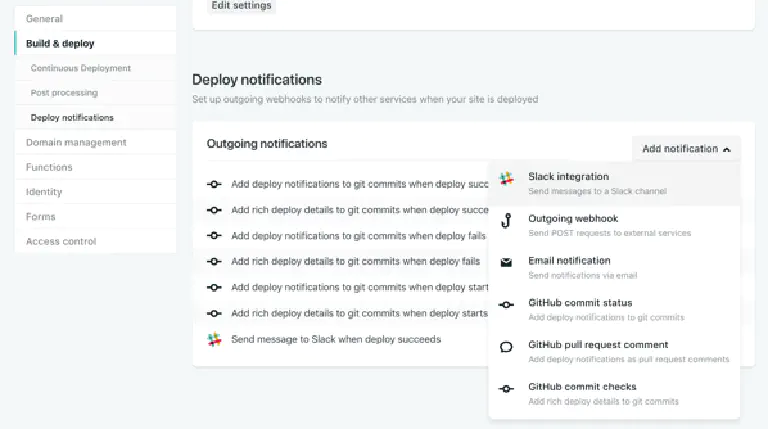 Edit settings
General
Build & deploy
Continuous Deployment
Post processing
Deploy notifications
Domain management
Functions
Identity
Forms
Access control
Deploy notifications
Set up outgoing webhooks to notify other services when your site is deployed
Outgoing notifications
Add notification
Add deploy notifications to git commits when deploy succ
Add rich deploy details to git commits when deploy succe
Add deploy notifications to git commits when deploy fails
Add rich deploy details to git commits when deploy fails
Add deploy notifications to git commits when deploy start
Add rich deploy details to git commits when deploy starts
Send message to Slack when deploy succeeds
Slack integration
Send messages to a Slack channel
Outgoing webhook
Send POST requests to external services
Email notification
Send notifications via email
GitHub commit status
Add deploy notifications to git commits
GitHub pull request comment
Add deploy notifications as pull request comments
GitHub commit checks
Add rich deploy details to git commits